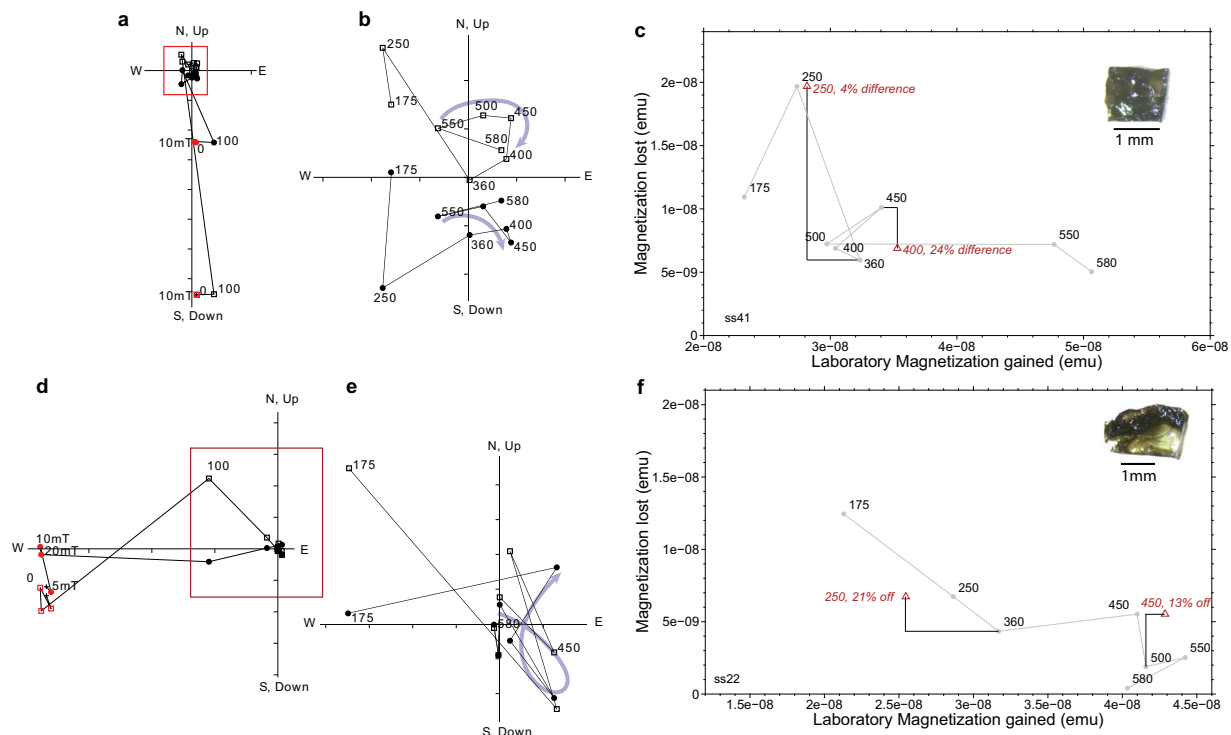 a
N, Up
W
E
100
10mT
0
100
10mT
0
S, Down
b
N, Up
250
175
500
450
550
580
400
175
W
E
360
580
550
400
360
450
250
S, Down
c
Magnetization lost (emu)
2e-08
1.5e-08
1e-08
5e-09
0
250
250, 4% difference
175
450
500
400
400, 24% difference
360
550
580
1 mm
ss41
2e-08
3e-08
4e-08
5e-08
6e-08
Laboratory Magnetization gained (emu)
d
N, Up
100
10mT
W
E
20mT
0
5mT
S, Down
e
N, Up
175
175
W
E
580
450
S, Down
f
Magnetization lost (emu)
2e-08
1.5e-08
1e-08
5e-09
0
175
250
250, 21% off
360
450
450, 13% off
500
550
580
1mm
ss22
1.5e-08
2e-08
2.5e-08
3e-08
3.5e-08
4e-08
4.5e-08
Laboratory Magnetization gained (emu)